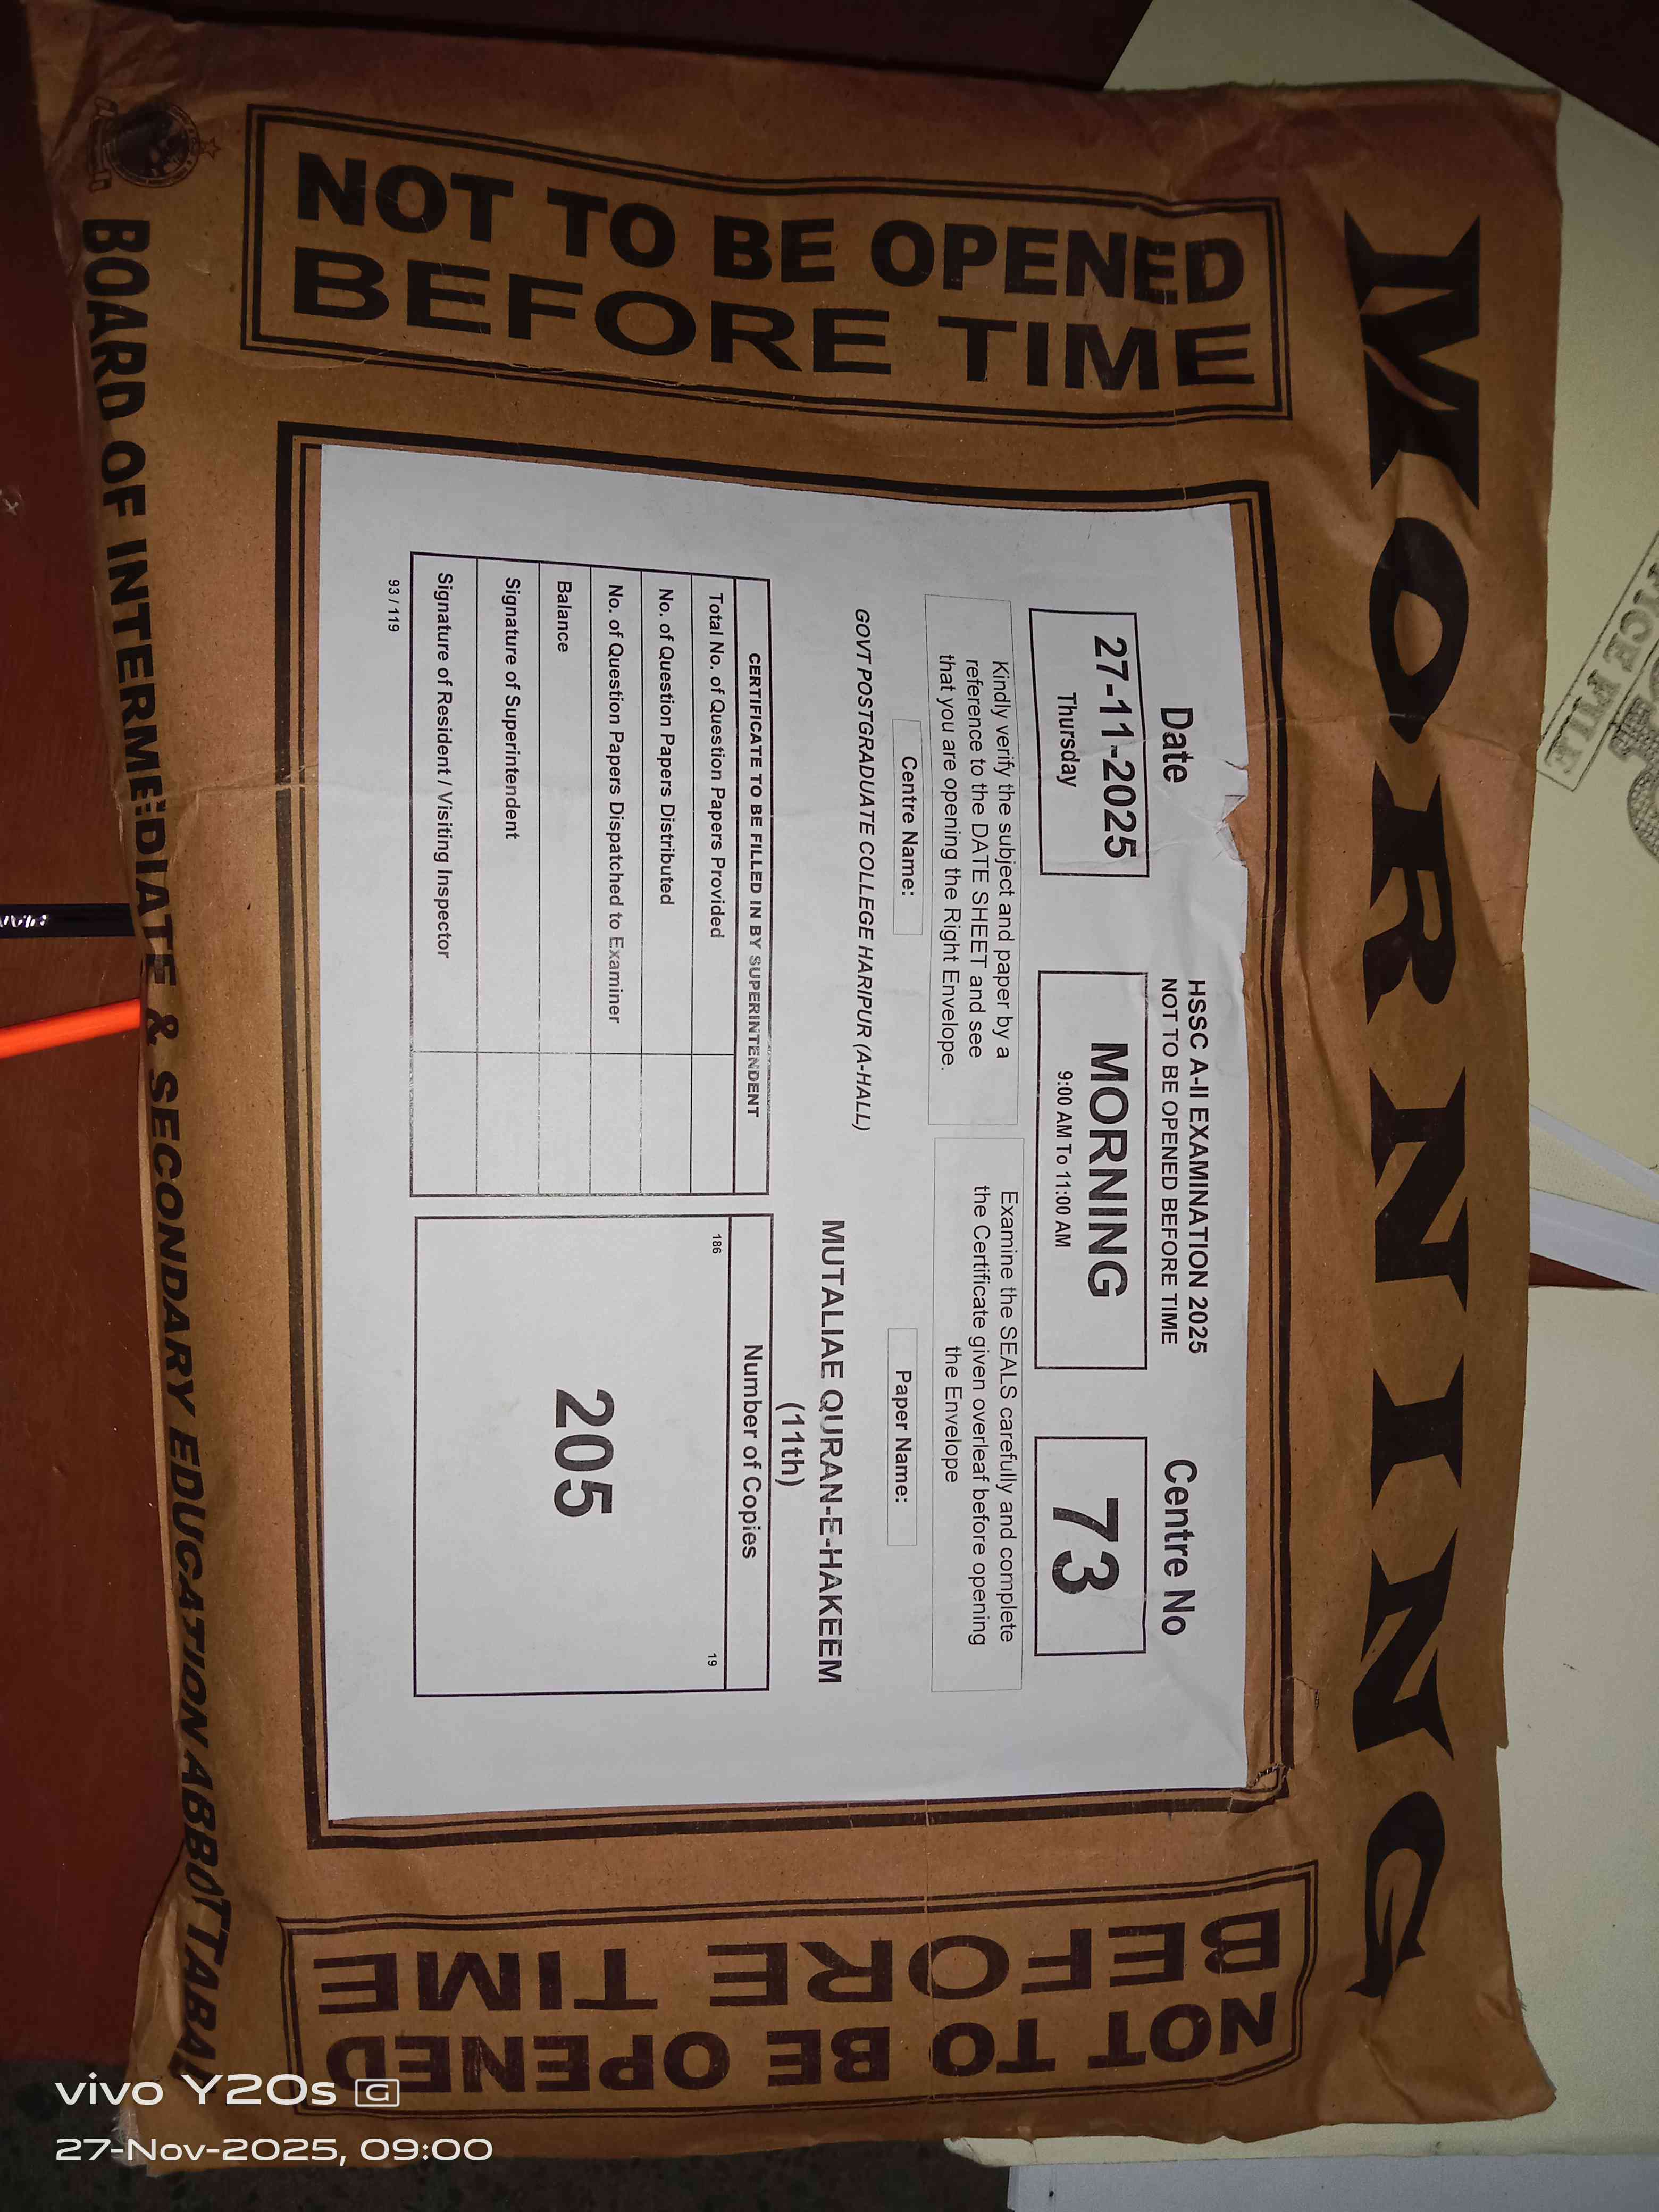 MORNING
NOT TO BE OPENED
BEFORE TIME
HSSC A-II EXAMINATION 2025
NOT TO BE OPENED BEFORE TIME
Date
27-11-2025
Thursday
MORNING
9:00 AM To 11:00 AM
Centre No
73
Kindly verify the subject and paper by a
reference to the DATE SHEET and see
that you are opening the Right Envelope.
Examine the SEALS carefully and complete
the Certificate given overleaf before opening
the Envelope
Centre Name:
GOVT POSTGRADUATE COLLEGE HARIPUR (A-HALL)
Paper Name:
MUTALIAE QURAN-E-HAKEEM
(11th)
CERTIFICATE TO BE FILLED IN BY SUPERINTENDENT
Total No. of Question Papers Provided
No. of Question Papers Distributed
No. of Question Papers Dispatched to Examiner
Balance
Signature of Superintendent
Signature of Resident / Visiting Inspector
93 / 119
Number of Copies
186
19
205
NOT TO BE OPENED
BEFORE TIME
BOARD OF INTERMEDIATE & SECONDARY EDUCATION ABBOTTABAD
ICE FILE
vivo Y20s G
27-Nov-2025, 09:00